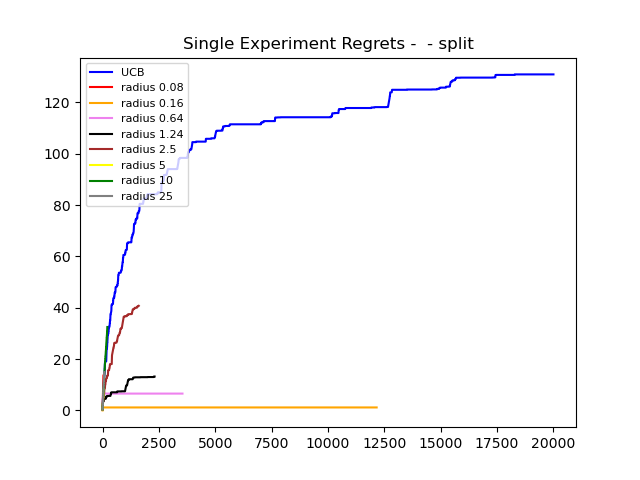 Single Experiment Regrets -  - split
UCB
radius 0.08
radius 0.16
radius 0.64
radius 1.24
radius 2.5
radius 5
radius 10
radius 25
120
100
80
60
40
20
0
0 2500 5000 7500 10000 12500 15000 17500 20000